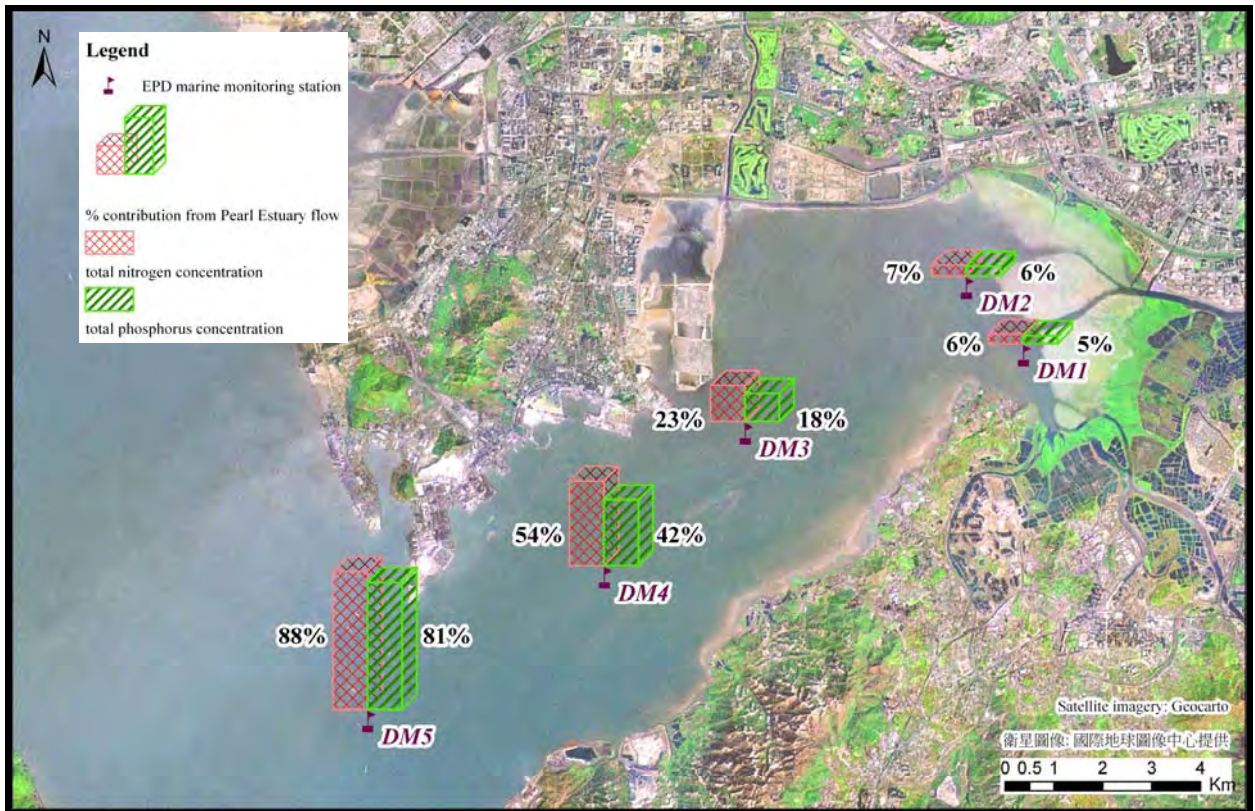 N
Legend
EPD marine monitoring station
% contribution from Pearl Estuary flow
total nitrogen concentration
total phosphorus concentration
7%
6%
DM2
6%
5%
DM1
23%
18%
DM3
54%
42%
DM4
88%
81%
DM5
Satellite imagery: Geocarto
衛星圖像: 國際地球圖像中心提供
0 0.5 1 2 3 4
Km